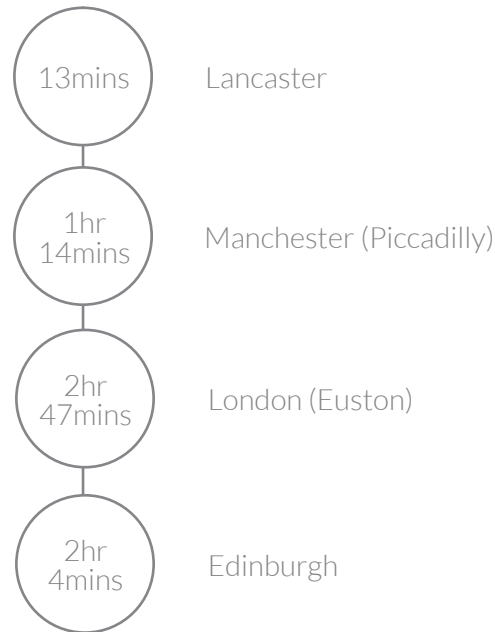 13mins
Lancaster
1hr
14mins
Manchester (Piccadilly)
2hr
47mins
London (Euston)
2hr
4mins
Edinburgh